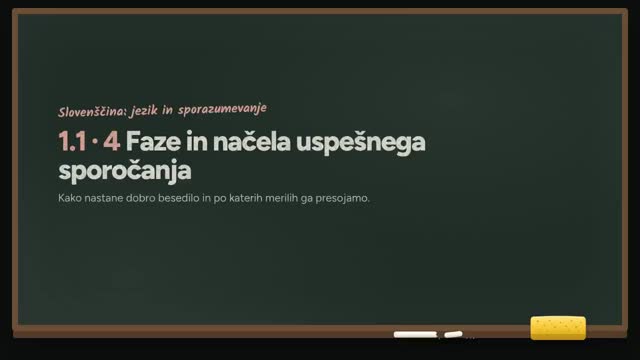 Slovenščina: jezik in sporazumevanje
1.1 · 4 Faze in načela uspešnega
sporočanja
Kako nastane dobro besedilo in po katerih merilih ga presojamo.